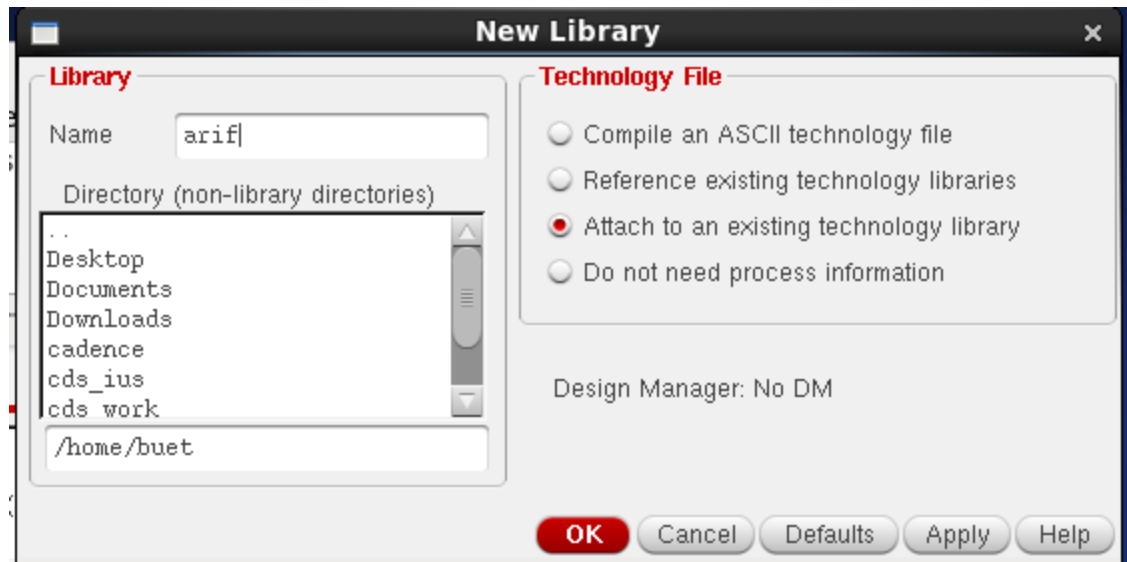 New Library
Library
Name arif
Directory (non-library directories)
..
Desktop
Documents
Downloads
cadence
cds_ius
cds_work
/home/buet
Technology File
Compile an ASCII technology file
Reference existing technology libraries
Attach to an existing technology library
Do not need process information
Design Manager: No DM
OK Cancel Defaults Apply Help